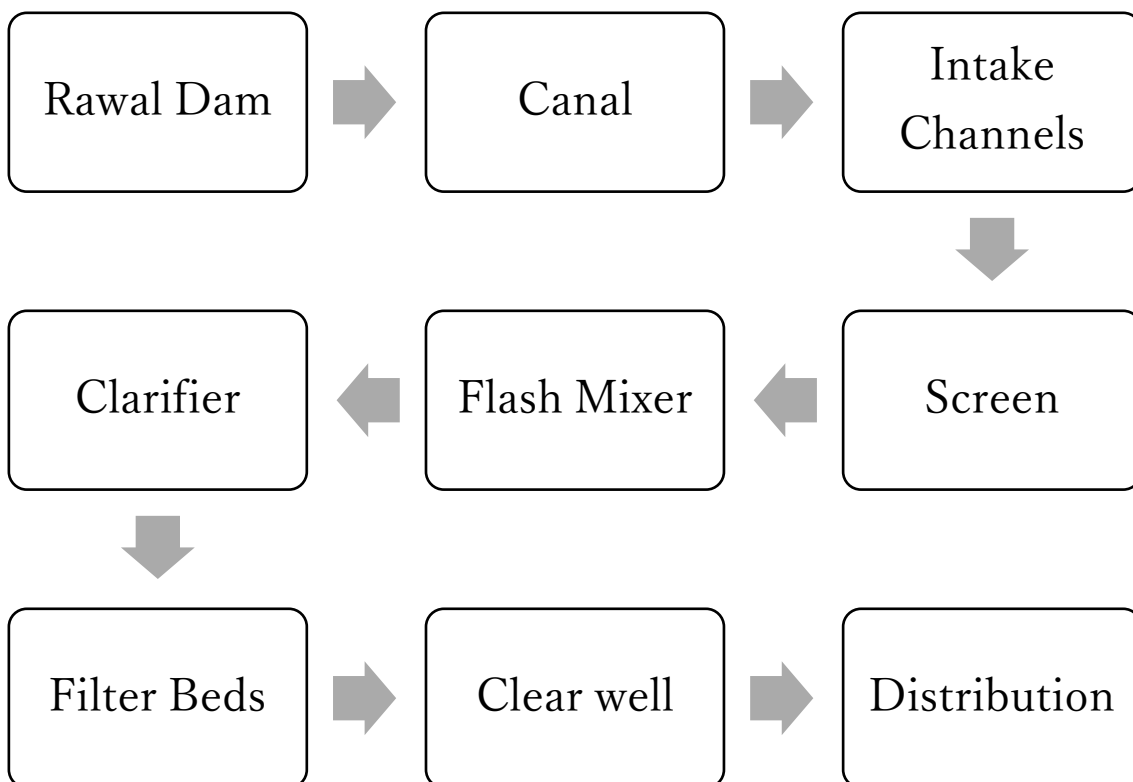 Rawal Dam
Canal
Intake
Channels
Screen
Flash Mixer
Clarifier
Filter Beds
Clear well
Distribution